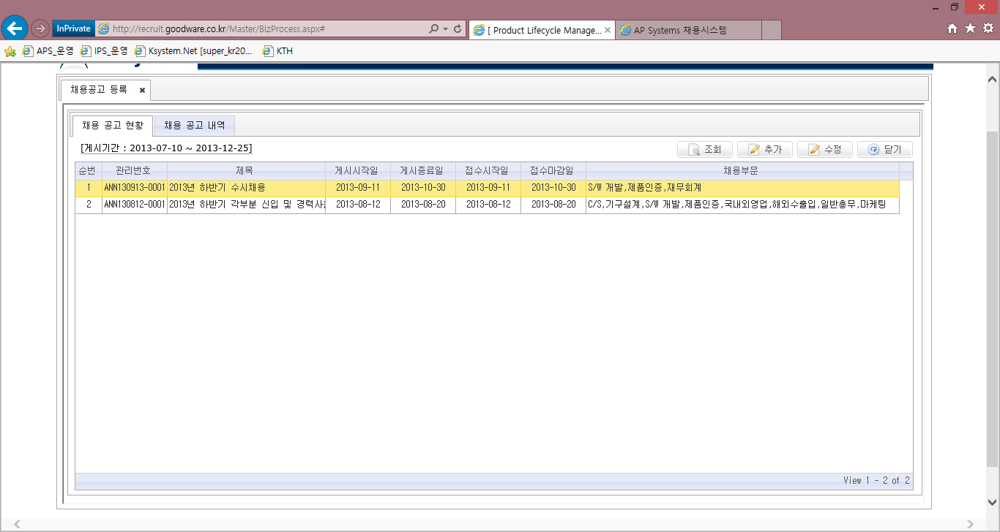 InPrivate http://recruit.goodware.co.kr/Master/BizProcess.aspx# [ Product Lifecycle Manage... AP Systems 채용시스템
APS_운영 IPS_운영 Ksystem.Net [super_kr20... KTH
채용공고 등록
채용 공고 현황 채용 공고 내역
[게시기간 : 2013-07-10 ~ 2013-12-25] 조회 추가 수정 닫기
순번 관리번호 제목 게시시작일 게시종료일 접수시작일 접수마감일 채용부문
1 ANN130913-0001 2013년 하반기 수시채용 2013-09-11 2013-10-30 2013-09-11 2013-10-30 S/W 개발,제품인증,재무회계
2 ANN130812-0001 2013년 하반기 각부분 신입 및 2013-08-12 2013-08-20 2013-08-12 2013-08-20 C/S,기구설계,S/W 개발,제품인증,국내외영업,해외수출입,일반총무,마케팅
View 1 - 2 of 2